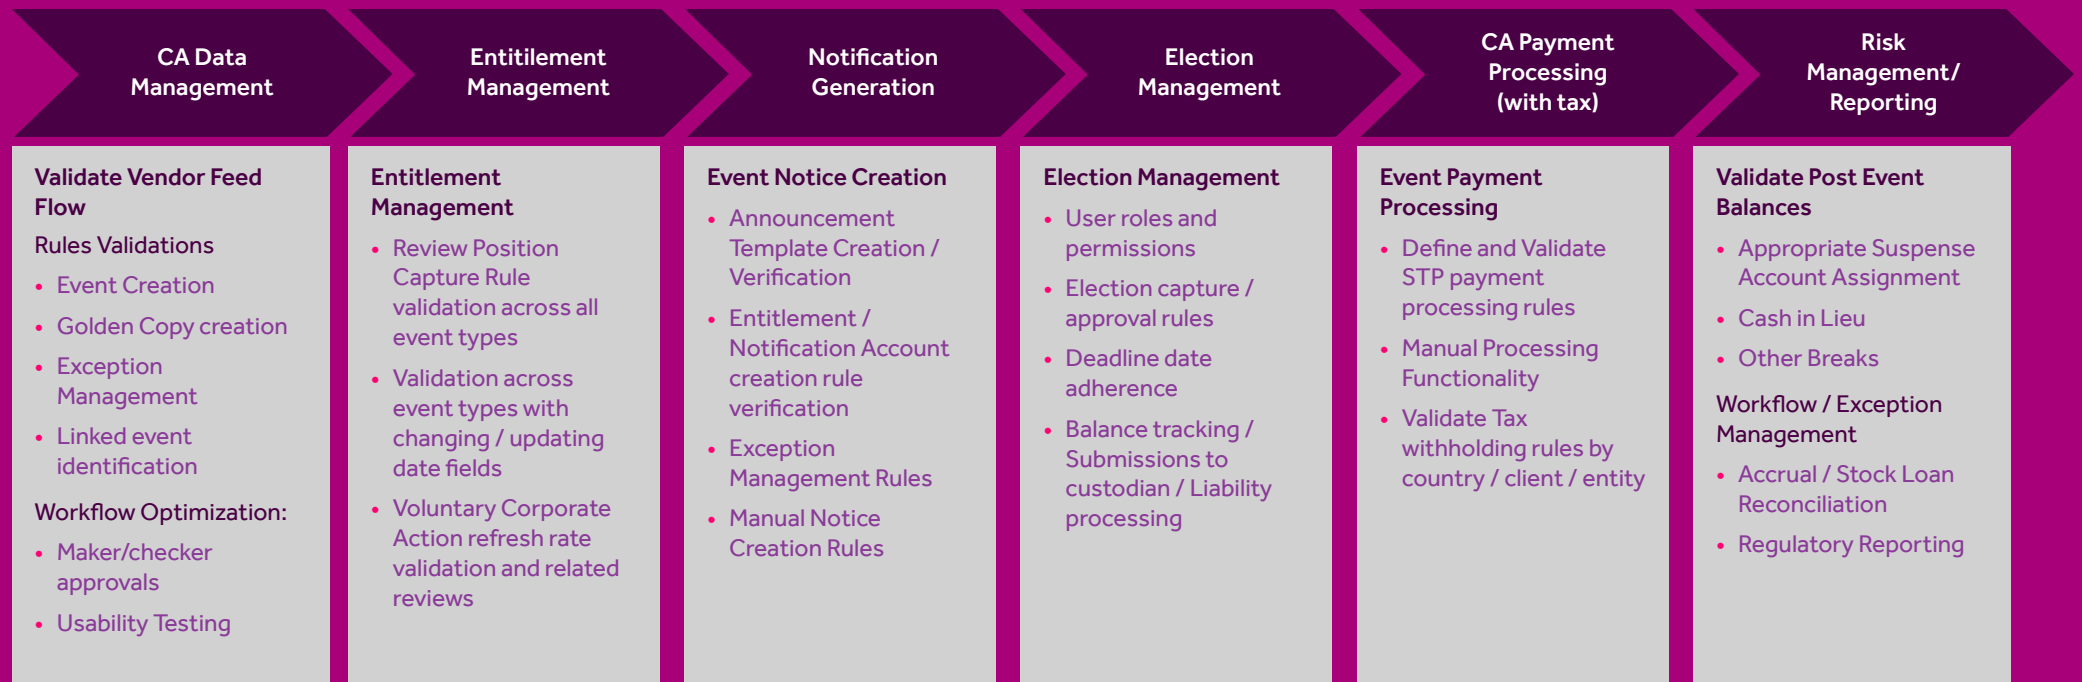 CA Data
Management
Entitilement
Management
Notification
Generation
Election
Management
CA Payment
Processing
(with tax)
Risk
Management/
Reporting
Validate Vendor Feed
Flow
Rules Validations
• Event Creation
• Golden Copy creation
• Exception
Management
• Linked event
identification
Workflow Optimization:
• Maker/checker
approvals
• Usability Testing
Entitlement
Management
• Review Position
Capture Rule
validation across all
event types
• Validation across
event types with
changing / updating
date fields
• Voluntary Corporate
Action refresh rate
validation and related
reviews
Event Notice Creation
• Announcement
Template Creation /
Verification
• Entitlement /
Notification Account
creation rule
verification
• Exception
Management Rules
• Manual Notice
Creation Rules
Election Management
• User roles and
permissions
• Election capture /
approval rules
• Deadline date
adherence
• Balance tracking /
Submissions to
custodian / Liability
processing
Event Payment
Processing
• Define and Validate
STP payment
processing rules
• Manual Processing
Functionality
• Validate Tax
withholding rules by
country / client / entity
Validate Post Event
Balances
• Appropriate Suspense
Account Assignment
• Cash in Lieu
• Other Breaks
Workflow / Exception
Management
• Accrual / Stock Loan
Reconciliation
• Regulatory Reporting